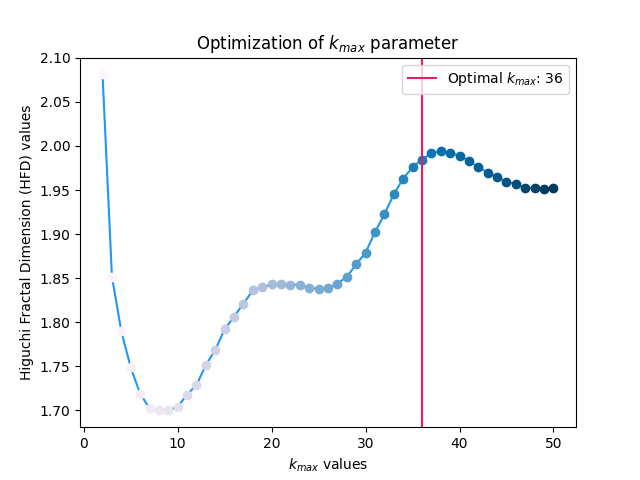 Optimization of k_max parameter
Optimal k_max: 36
Higuchi Fractal Dimension (HFD) values
2.10
2.05
2.00
1.95
1.90
1.85
1.80
1.75
1.70
0 10 20 30 40 50
k_max values